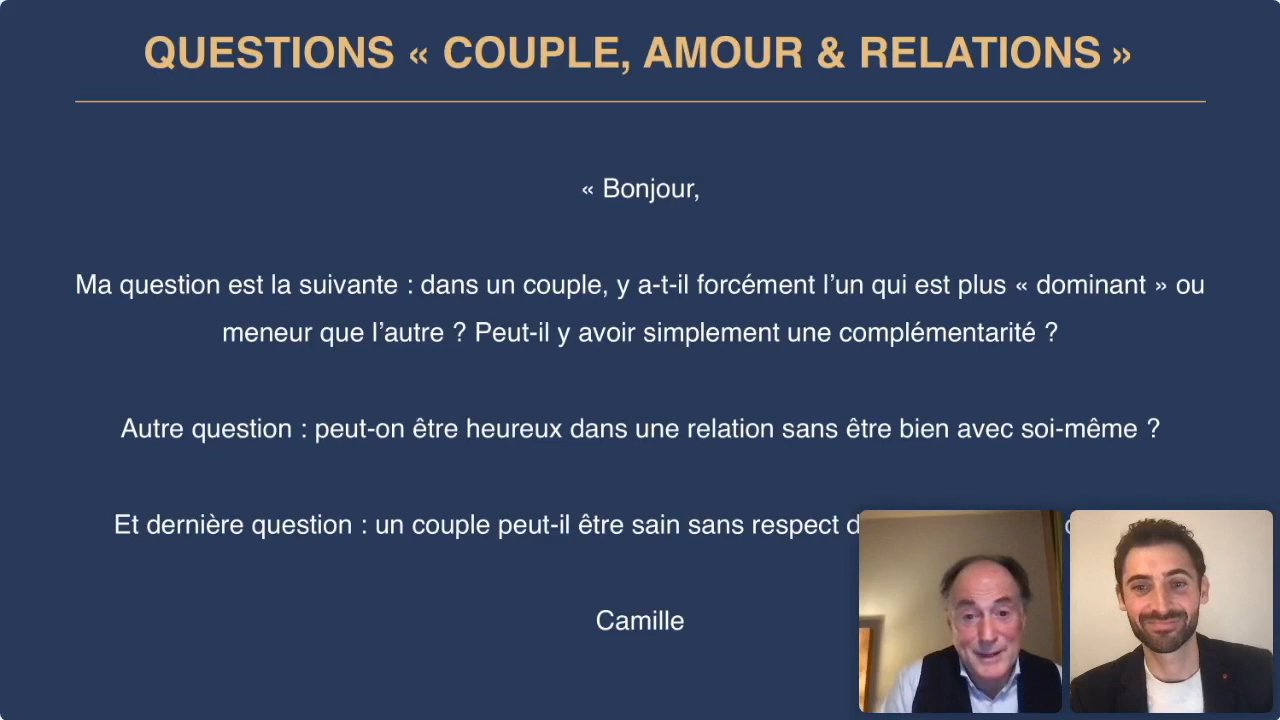 QUESTIONS « COUPLE, AMOUR & RELATIONS »
« Bonjour,
Ma question est la suivante : dans un couple, y a-t-il forcément l’un qui est plus « dominant » ou
meneur que l’autre ? Peut-il y avoir simplement une complémentarité ?
Autre question : peut-on être heureux dans une relation sans être bien avec soi-même ?
Et dernière question : un couple peut-il être sain sans respect
Camille